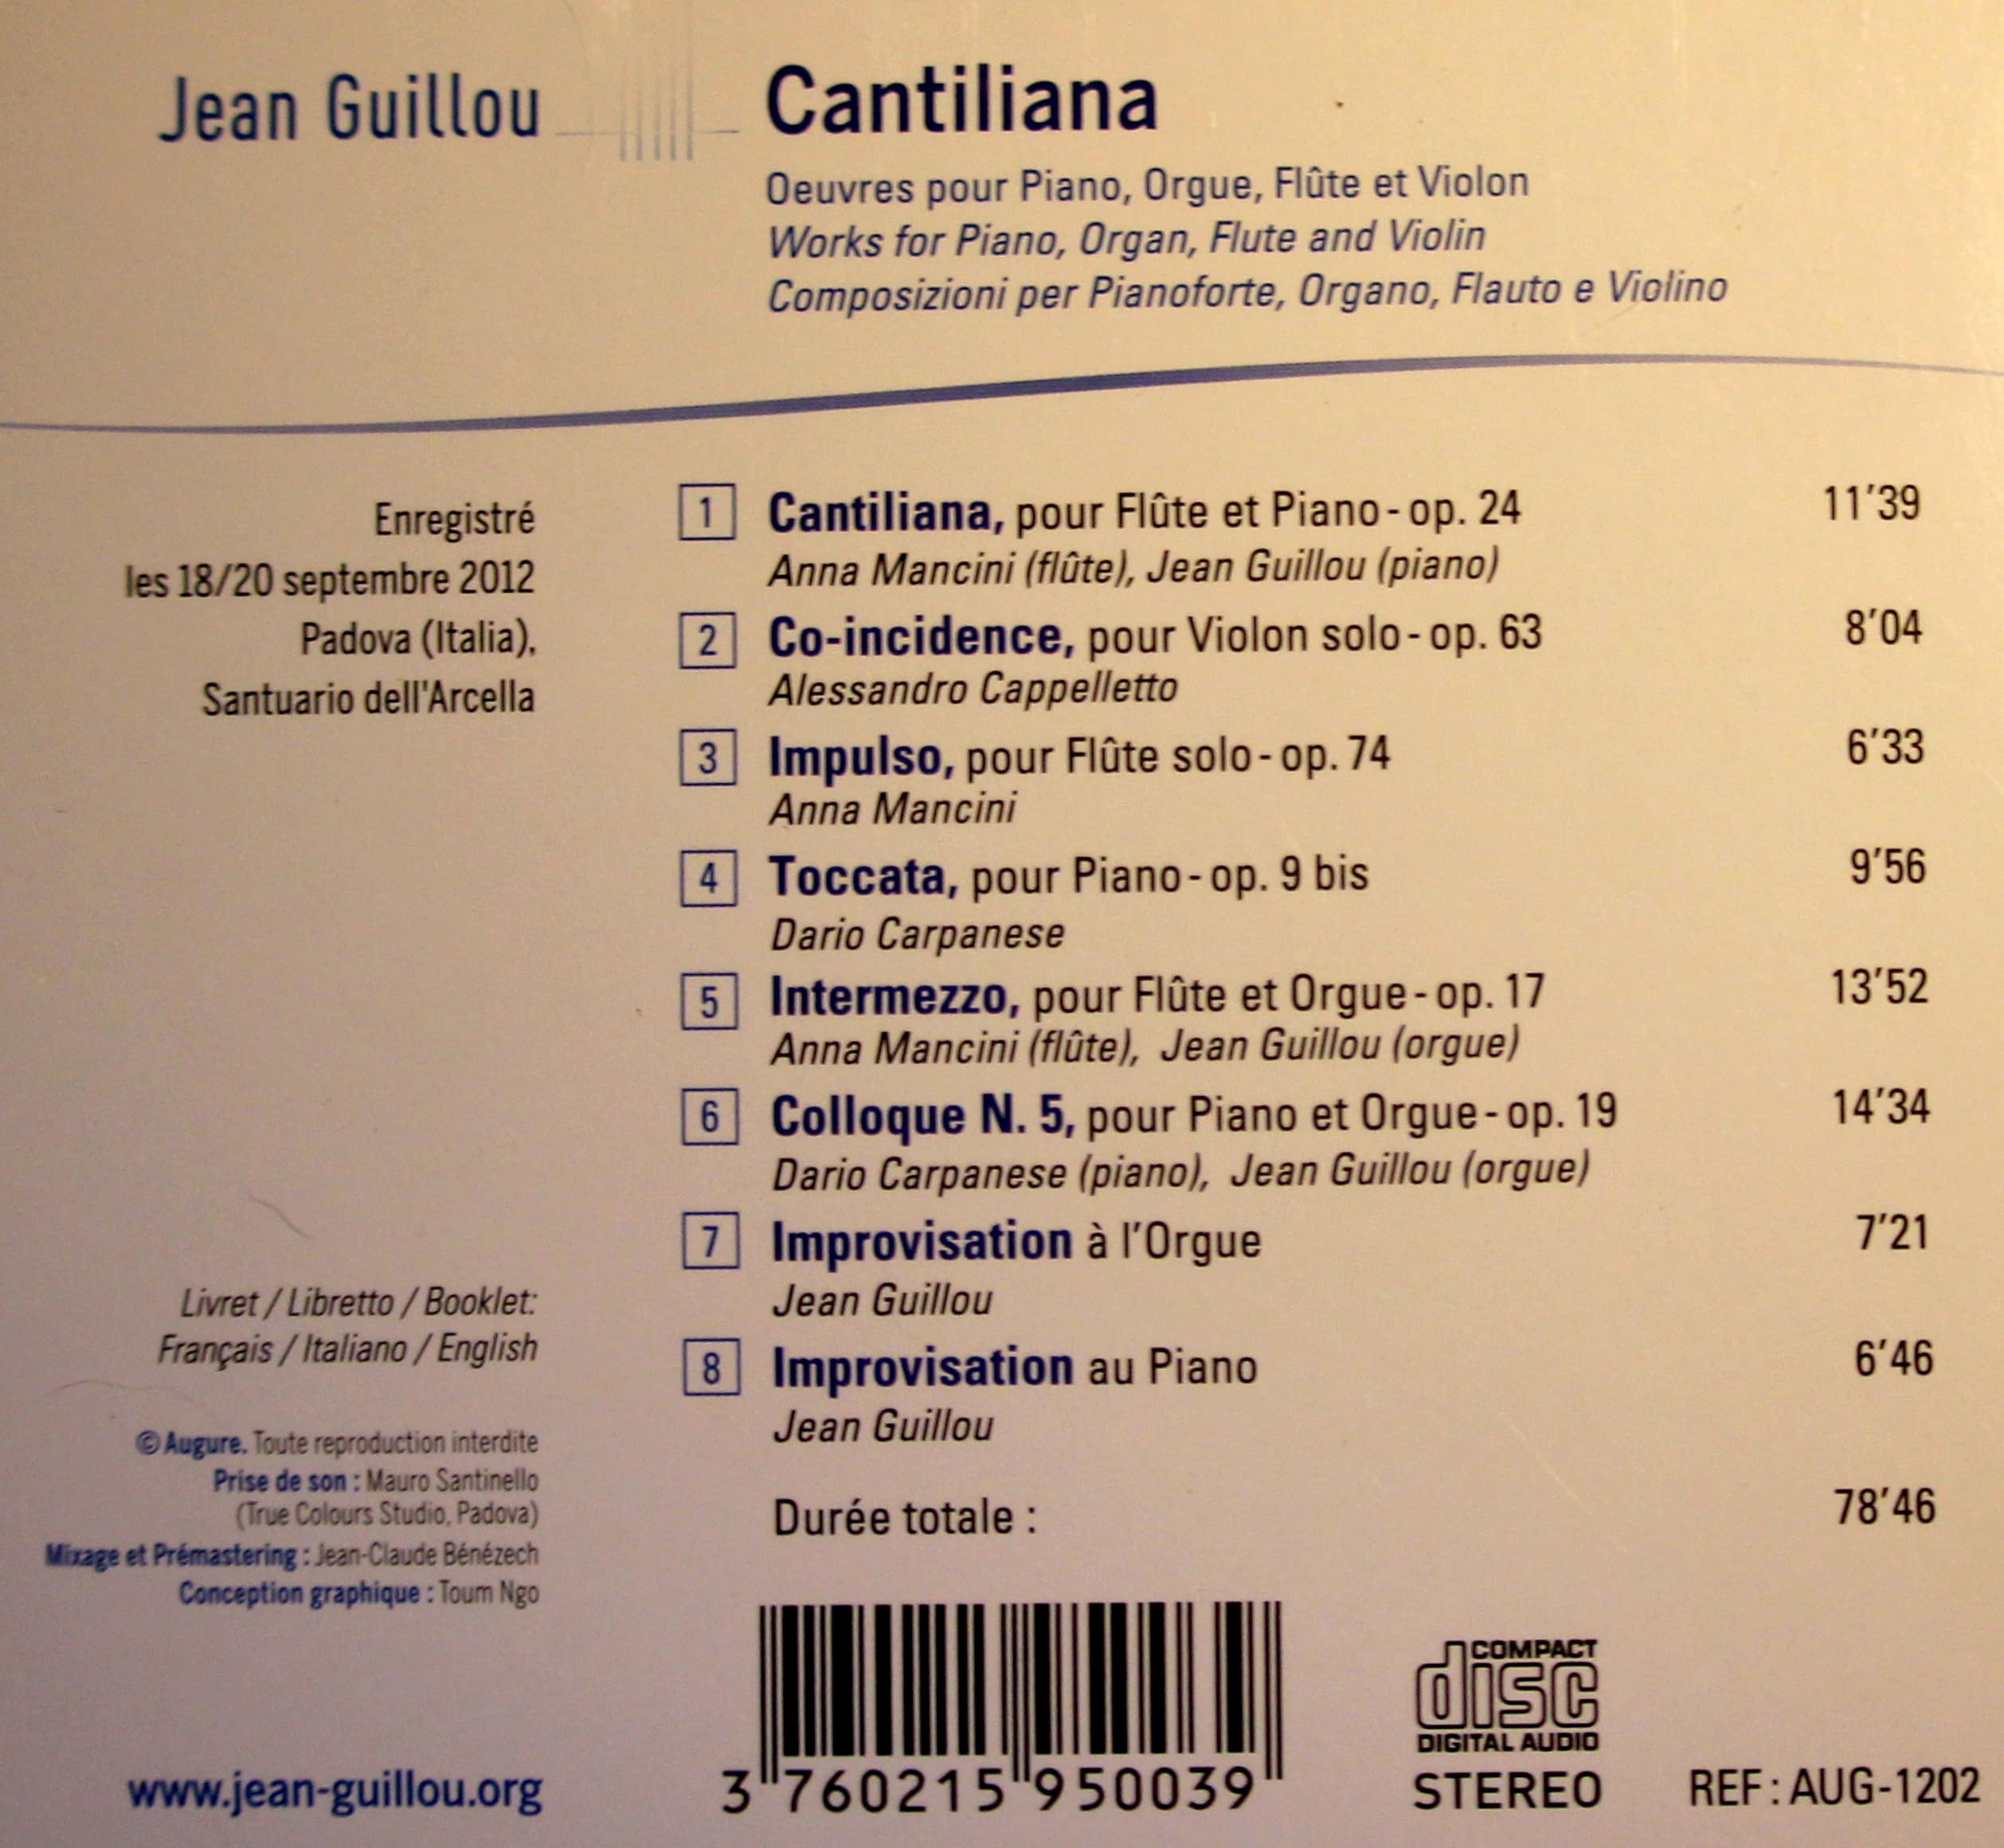 Jean Guillou
Cantiliana
Oeuvres pour Piano, Orgue, Flûte et Violon
Works for Piano, Organ, Flute and Violin
Composizioni per Pianoforte, Organo, Flauto e Violino
Enregistré
les 18/20 septembre 2012
Padova (Italia),
Santuario dell'Arcella
1 Cantiliana, pour Flûte et Piano - op. 24 11'39
Anna Mancini (flûte), Jean Guillou (piano)
2 Co-incidence, pour Violon solo - op. 63 8'04
Alessandro Cappelletto
3 Impulso, pour Flûte solo - op. 74 6'33
Anna Mancini
4 Toccata, pour Piano - op. 9 bis 9'56
Dario Carpanese
5 Intermezzo, pour Flûte et Orgue - op. 17 13'52
Anna Mancini (flûte), Jean Guillou (orgue)
6 Colloque N. 5, pour Piano et Orgue - op. 19 14'34
Dario Carpanese (piano), Jean Guillou (orgue)
7 Improvisation à l'Orgue 7'21
Jean Guillou
8 Improvisation au Piano 6'46
Jean Guillou
Durée totale : 78'46
Livret / Libretto / Booklet:
Français / Italiano / English
© Augure. Toute reproduction interdite
Prise de son : Mauro Santinello
(True Colours Studio, Padova)
Mixage et Prémastering : Jean-Claude Bénézech
Conception graphique : Toum Ngo
www.jean-guillou.org
3 760215 950039
COMPACT
disc
DIGITAL AUDIO
STEREO
REF : AUG-1202